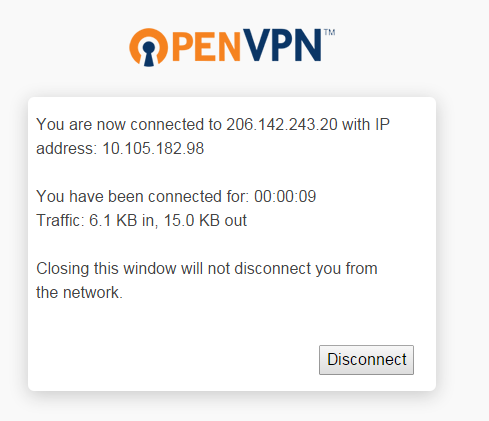 OPENVPN™
You are now connected to 206.142.243.20 with IP
address: 10.105.182.98
You have been connected for: 00:00:09
Traffic: 6.1 KB in, 15.0 KB out
Closing this window will not disconnect you from
the network.
Disconnect